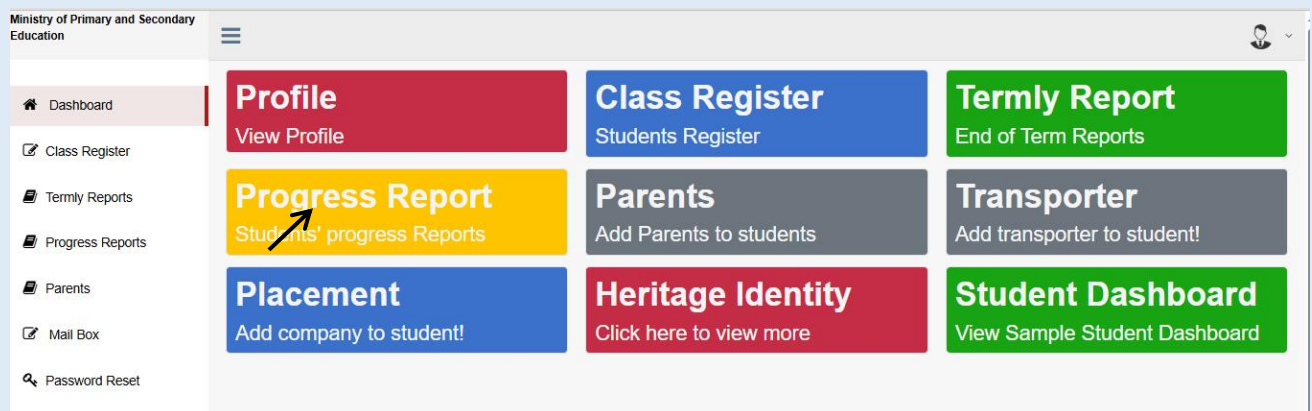 Ministry of Primary and Secondary
Education
Dashboard
Class Register
Termly Reports
Progress Reports
Parents
Mail Box
Password Reset
Profile
View Profile
Class Register
Students Register
Termly Report
End of Term Reports
Progress Report
Students' progress Reports
Parents
Add Parents to students
Transporter
Add transporter to student!
Placement
Add company to student!
Heritage Identity
Click here to view more
Student Dashboard
View Sample Student Dashboard